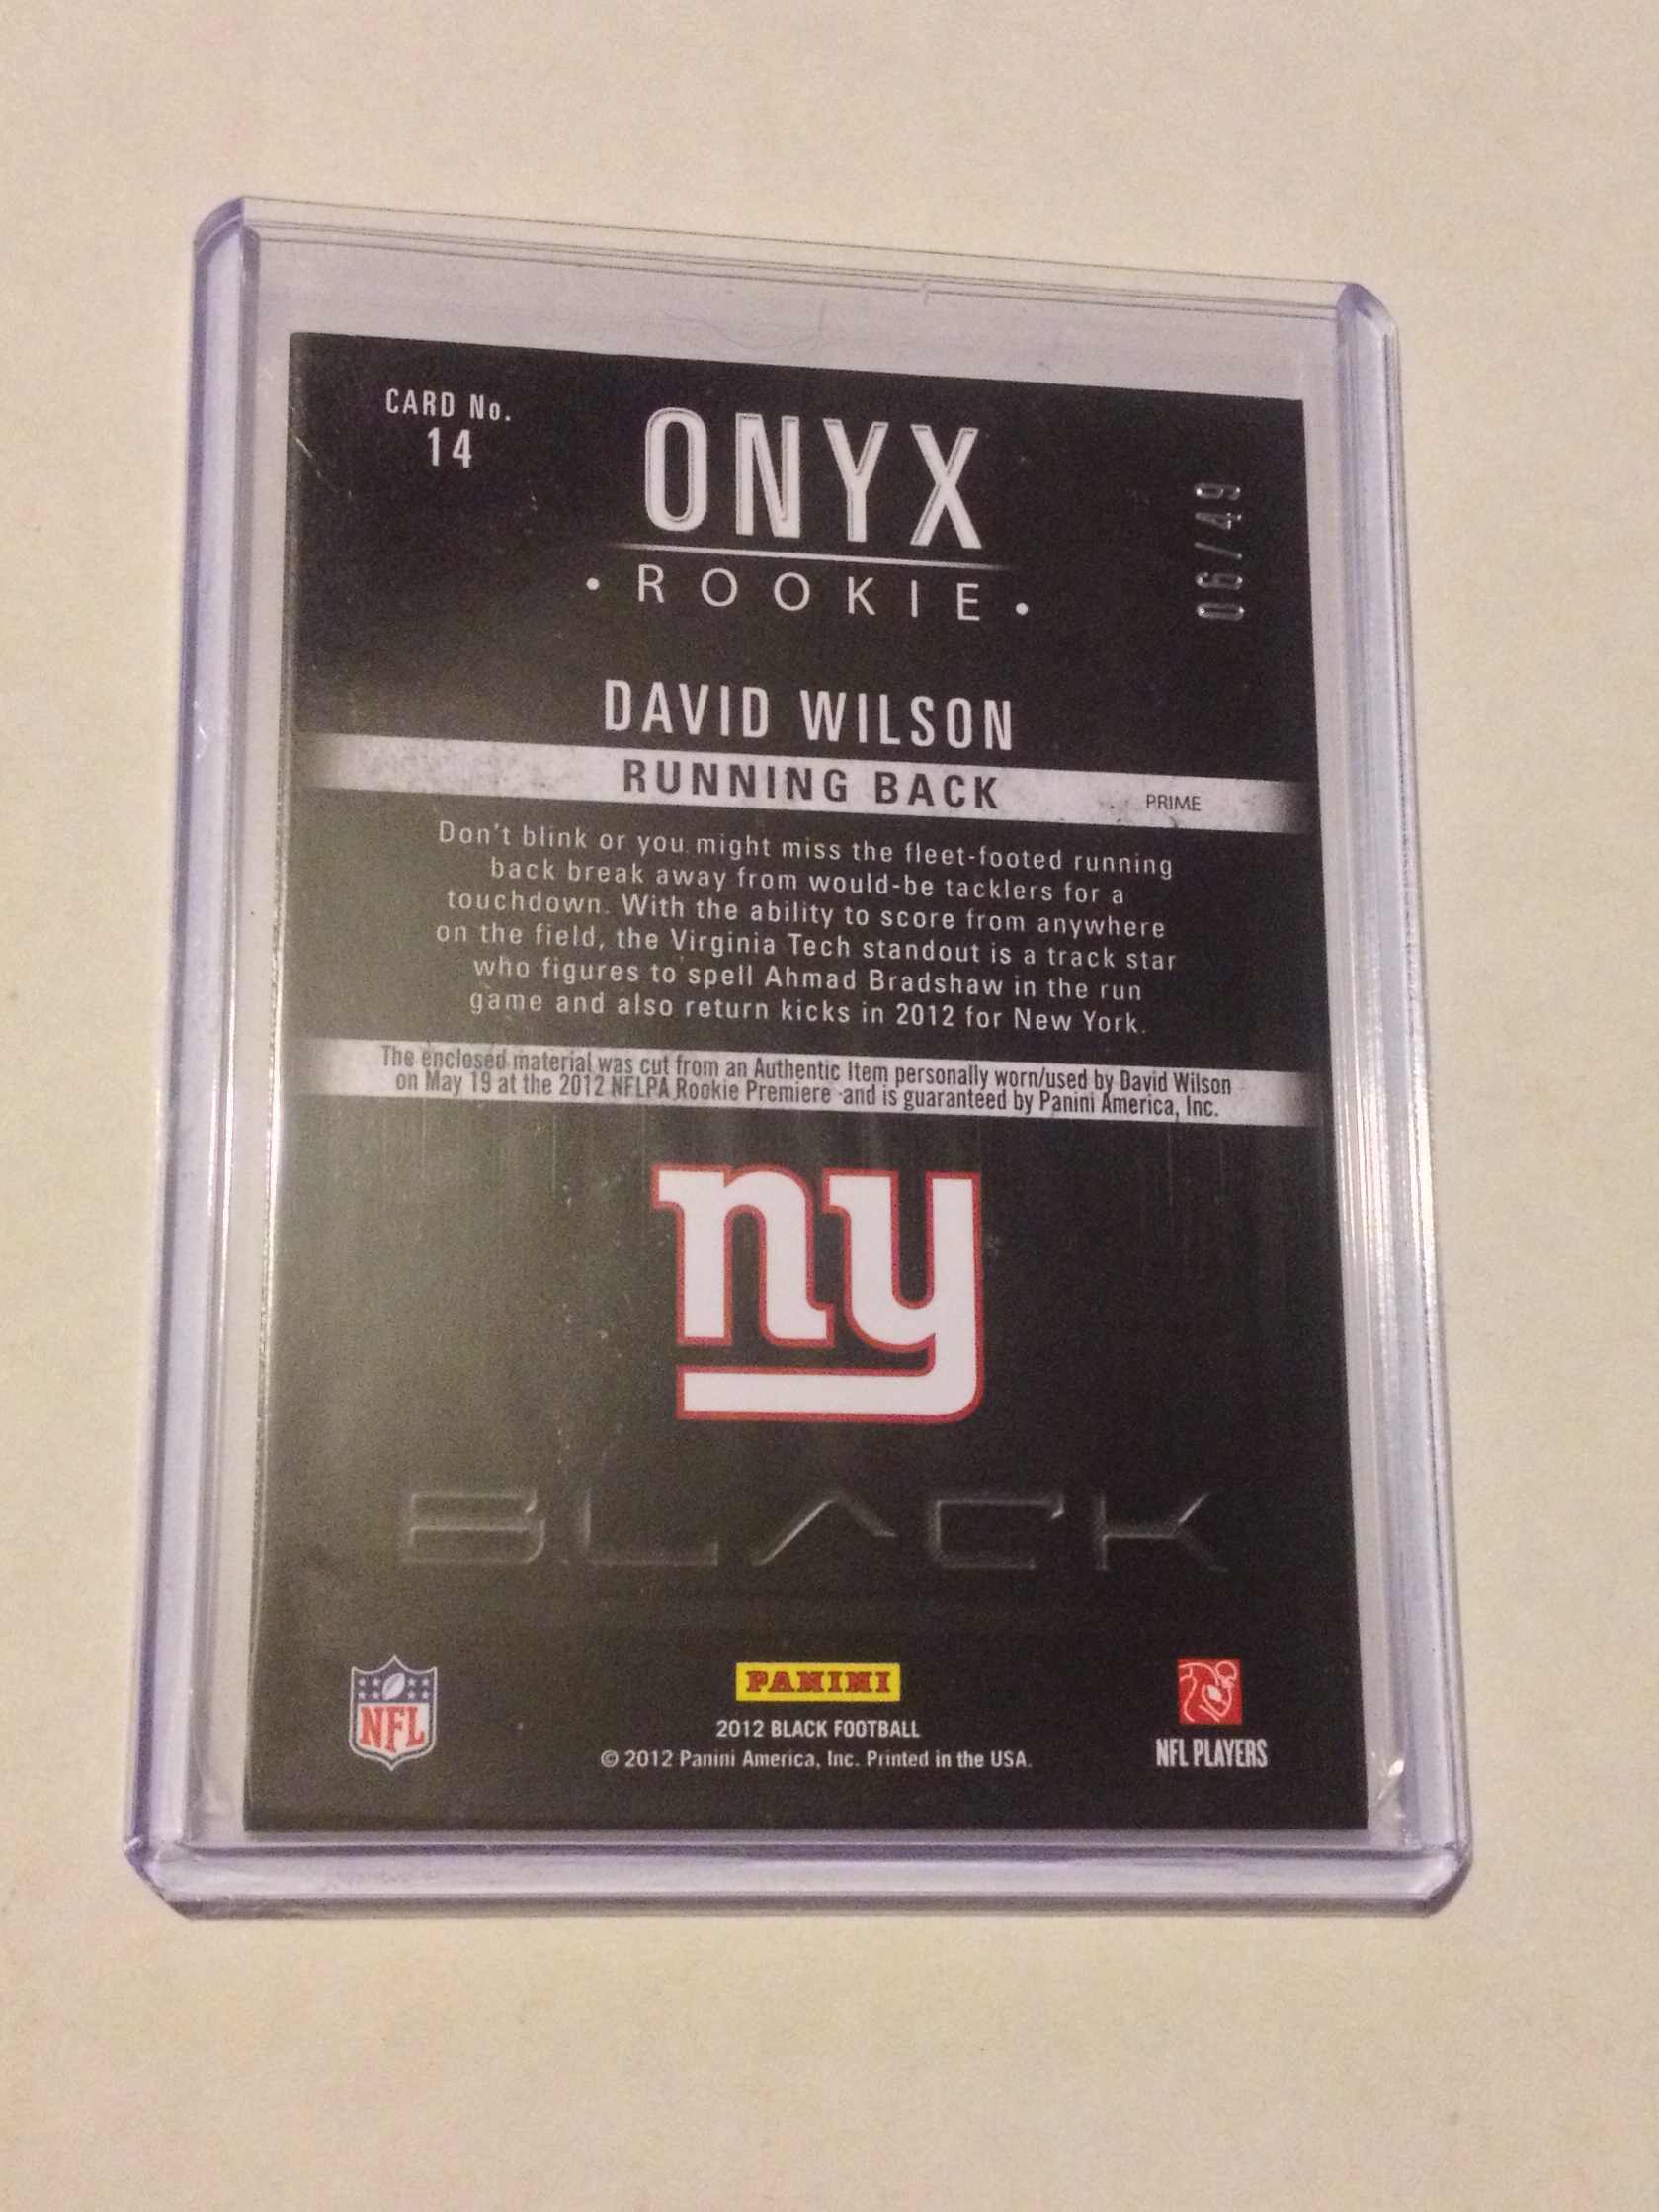 CARD No.
14
ONYX
• ROOKIE •
06/49
DAVID WILSON
RUNNING BACK
PRIME
Don't blink or you might miss the fleet-footed running
back break away from would-be tacklers for a
touchdown. With the ability to score from anywhere
on the field, the Virginia Tech standout is a track star
who figures to spell Ahmad Bradshaw in the run
game and also return kicks in 2012 for New York.
The enclosed material was cut from an Authentic Item personally worn/used by David Wilson
on May 19 at the 2012 NFLPA Rookie Premiere and is guaranteed by Panini America, Inc.
ny
BLACK
NFL
PANINI
2012 BLACK FOOTBALL
© 2012 Panini America, Inc. Printed in the USA.
NFL PLAYERS